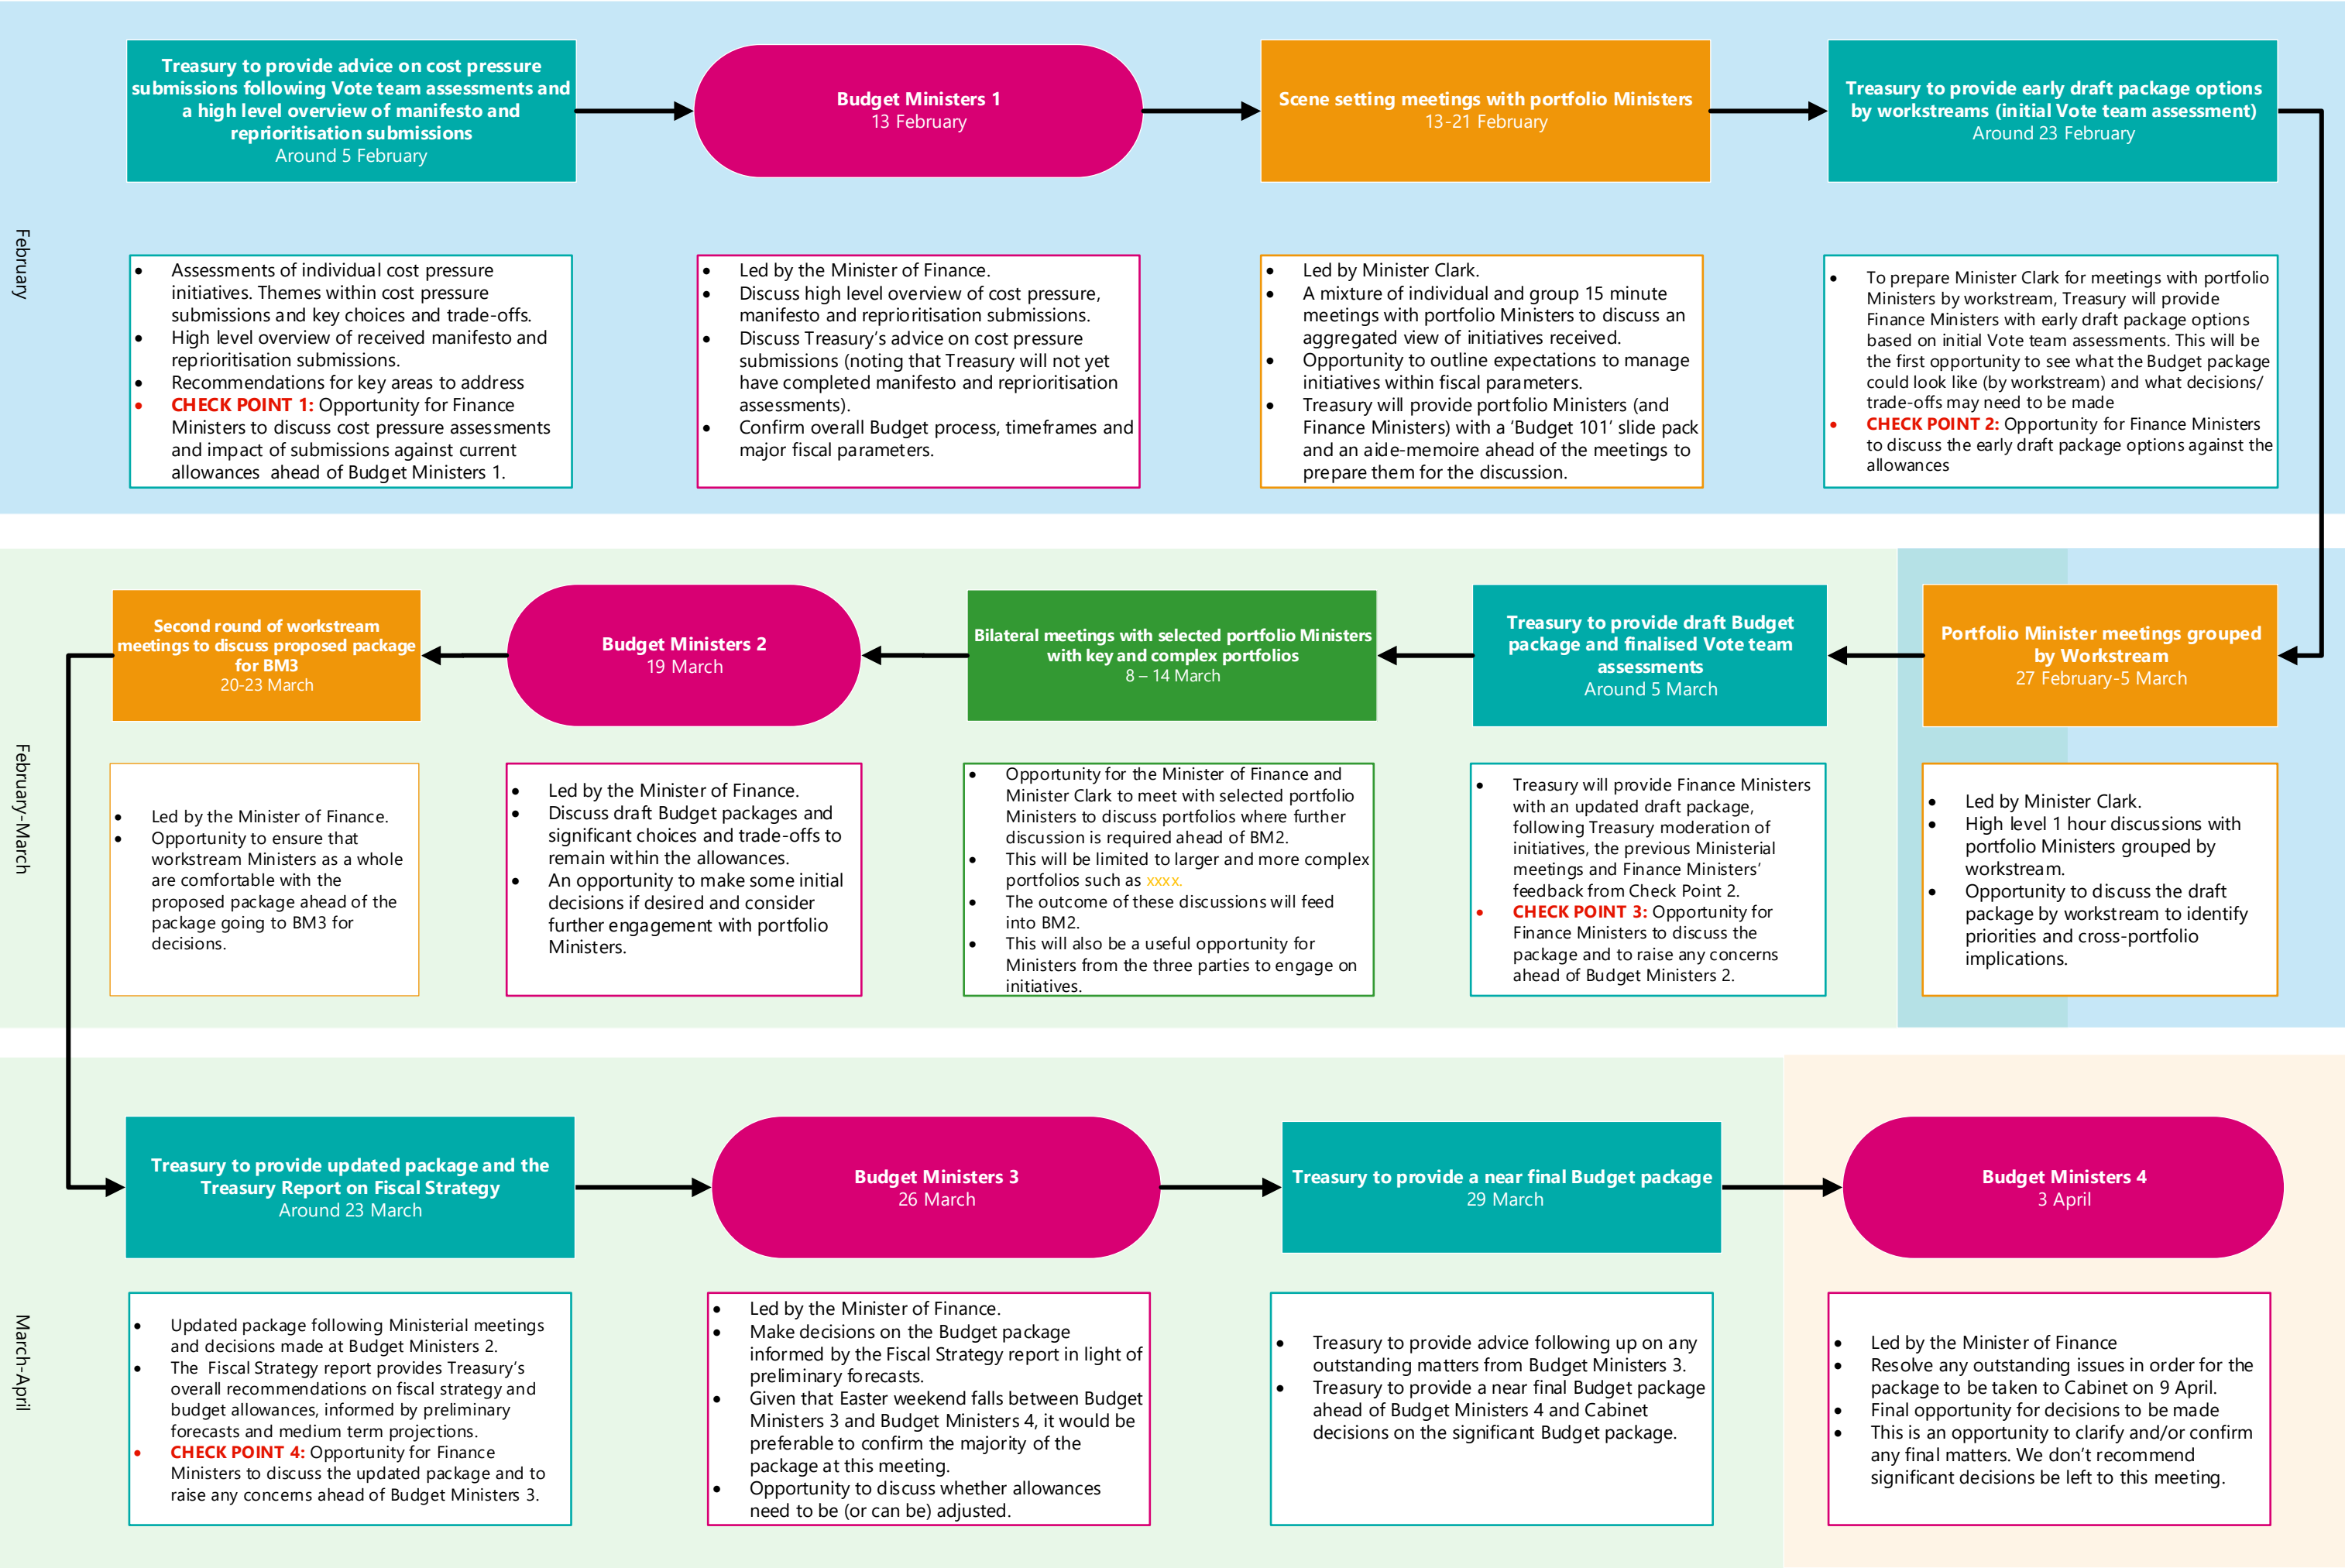 February
Treasury to provide advice on cost pressure
submissions following Vote team assessments and
a high level overview of manifesto and
reprioritisation submissions
Around 5 February
Budget Ministers 1
13 February
Scene setting meetings with portfolio Ministers
13-21 February
Treasury to provide early draft package options
by workstreams (initial Vote team assessment)
Around 23 February
• Assessments of individual cost pressure
initiatives. Themes within cost pressure
submissions and key choices and trade-offs.
• High level overview of received manifesto and
reprioritisation submissions.
• Recommendations for key areas to address
• CHECK POINT 1: Opportunity for Finance
Ministers to discuss cost pressure assessments
and impact of submissions against current
allowances ahead of Budget Ministers 1.
• Led by the Minister of Finance.
• Discuss high level overview of cost pressure,
manifesto and reprioritisation submissions.
• Discuss Treasury's advice on cost pressure
submissions (noting that Treasury will not yet
have completed manifesto and reprioritisation
assessments).
• Confirm overall Budget process, timeframes and
major fiscal parameters.
• Led by Minister Clark.
• A mixture of individual and group 15 minute
meetings with portfolio Ministers to discuss an
aggregated view of initiatives received.
• Opportunity to outline expectations to manage
initiatives within fiscal parameters.
• Treasury will provide portfolio Ministers (and
Finance Ministers) with a 'Budget 101' slide pack
and an aide-memoire ahead of the meetings to
prepare them for the discussion.
• To prepare Minister Clark for meetings with portfolio
Ministers by workstream, Treasury will provide
Finance Ministers with early draft package options
based on initial Vote team assessments. This will be
the first opportunity to see what the Budget package
could look like (by workstream) and what decisions/
trade-offs may need to be made
• CHECK POINT 2: Opportunity for Finance Ministers
to discuss the early draft package options against the
allowances
February-March
Second round of workstream
meetings to discuss proposed package
for BM3
20-23 March
Budget Ministers 2
19 March
Bilateral meetings with selected portfolio Ministers
with key and complex portfolios
8 – 14 March
Treasury to provide draft Budget
package and finalised Vote team
assessments
Around 5 March
Portfolio Minister meetings grouped
by Workstream
27 February-5 March
• Led by the Minister of Finance.
• Opportunity to ensure that
workstream Ministers as a whole
are comfortable with the
proposed package ahead of the
package going to BM3 for
decisions.
• Led by the Minister of Finance.
• Discuss draft Budget packages and
significant choices and trade-offs to
remain within the allowances.
• An opportunity to make some initial
decisions if desired and consider
further engagement with portfolio
Ministers.
• Opportunity for the Minister of Finance and
Minister Clark to meet with selected portfolio
Ministers to discuss portfolios where further
discussion is required ahead of BM2.
• This will be limited to larger and more complex
portfolios such as xxxx.
• The outcome of these discussions will feed
into BM2.
• This will also be a useful opportunity for
Ministers from the three parties to engage on
initiatives.
• Treasury will provide Finance Ministers
with an updated draft package,
following Treasury moderation of
initiatives, the previous Ministerial
meetings and Finance Ministers'
feedback from Check Point 2.
• CHECK POINT 3: Opportunity for
Finance Ministers to discuss the
package and to raise any concerns
ahead of Budget Ministers 2.
• Led by Minister Clark.
• High level 1 hour discussions with
portfolio Ministers grouped by
workstream.
• Opportunity to discuss the draft
package by workstream to identify
priorities and cross-portfolio
implications.
March-April
Treasury to provide updated package and the
Treasury Report on Fiscal Strategy
Around 23 March
Budget Ministers 3
26 March
Treasury to provide a near final Budget package
29 March
Budget Ministers 4
3 April
• Updated package following Ministerial meetings
and decisions made at Budget Ministers 2.
• The Fiscal Strategy report provides Treasury's
overall recommendations on fiscal strategy and
budget allowances, informed by preliminary
forecasts and medium term projections.
• CHECK POINT 4: Opportunity for Finance
Ministers to discuss the updated package and to
raise any concerns ahead of Budget Ministers 3.
• Led by the Minister of Finance.
• Make decisions on the Budget package
informed by the Fiscal Strategy report in light of
preliminary forecasts.
• Given that Easter weekend falls between Budget
Ministers 3 and Budget Ministers 4, it would be
preferable to confirm the majority of the
package at this meeting.
• Opportunity to discuss whether allowances
need to be (or can be) adjusted.
• Treasury to provide advice following up on any
outstanding matters from Budget Ministers 3.
• Treasury to provide a near final Budget package
ahead of Budget Ministers 4 and Cabinet
decisions on the significant Budget package.
• Led by the Minister of Finance
• Resolve any outstanding issues in order for the
package to be taken to Cabinet on 9 April.
• Final opportunity for decisions to be made
• This is an opportunity to clarify and/or confirm
any final matters. We don't recommend
significant decisions be left to this meeting.